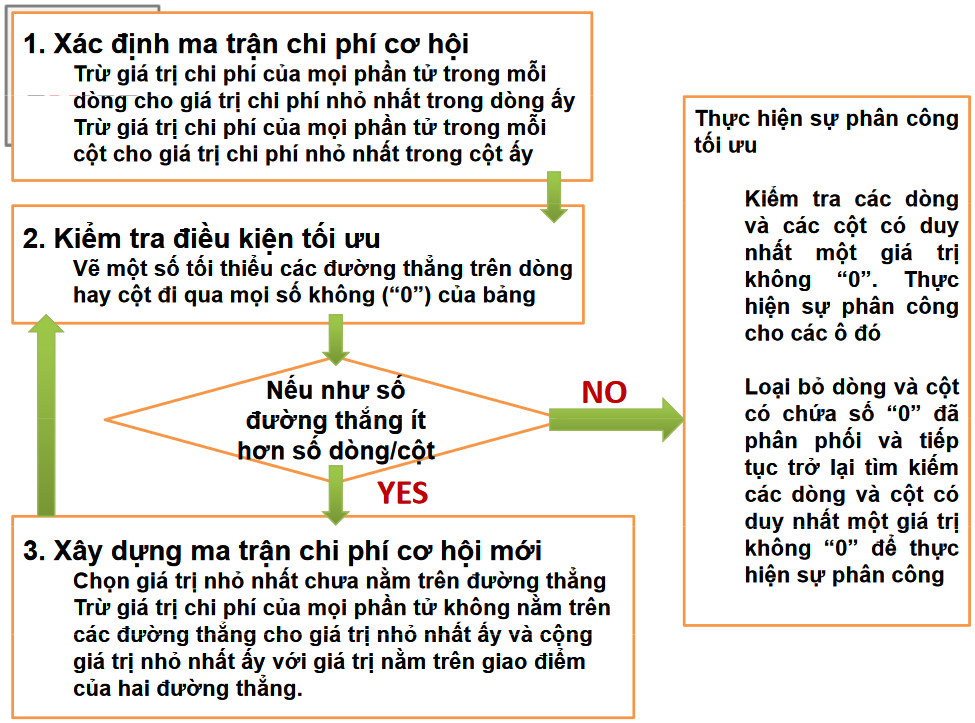 1. Xác định ma trận chi phí cơ hội
Trừ giá trị chi phí của mọi phần tử trong mỗi
dòng cho giá trị chi phí nhỏ nhất trong dòng ấy
Trừ giá trị chi phí của mọi phần tử trong mỗi
cột cho giá trị chi phí nhỏ nhất trong cột ấy
2. Kiểm tra điều kiện tối ưu
Vẽ một số tối thiểu các đường thẳng trên dòng
hay cột đi qua mọi số không (“0”) của bảng
Nếu như số
đường thẳng ít
hơn số dòng/cột
NO
YES
3. Xây dựng ma trận chi phí cơ hội mới
Chọn giá trị nhỏ nhất chưa nằm trên đường thẳng
Trừ giá trị chi phí của mọi phần tử không nằm trên
các đường thẳng cho giá trị nhỏ nhất ấy và cộng
giá trị nhỏ nhất ấy với giá trị nằm trên giao điểm
của hai đường thẳng.
Thực hiện sự phân công
tối ưu
Kiểm tra các dòng
và các cột có duy
nhất một giá trị
không “0”. Thực
hiện sự phân công
cho các ô đó
Loại bỏ dòng và cột
có chứa số “0” đã
phân phối và tiếp
tục trở lại tìm kiếm
các dòng và cột có
duy nhất một giá trị
không “0” để thực
hiện sự phân công